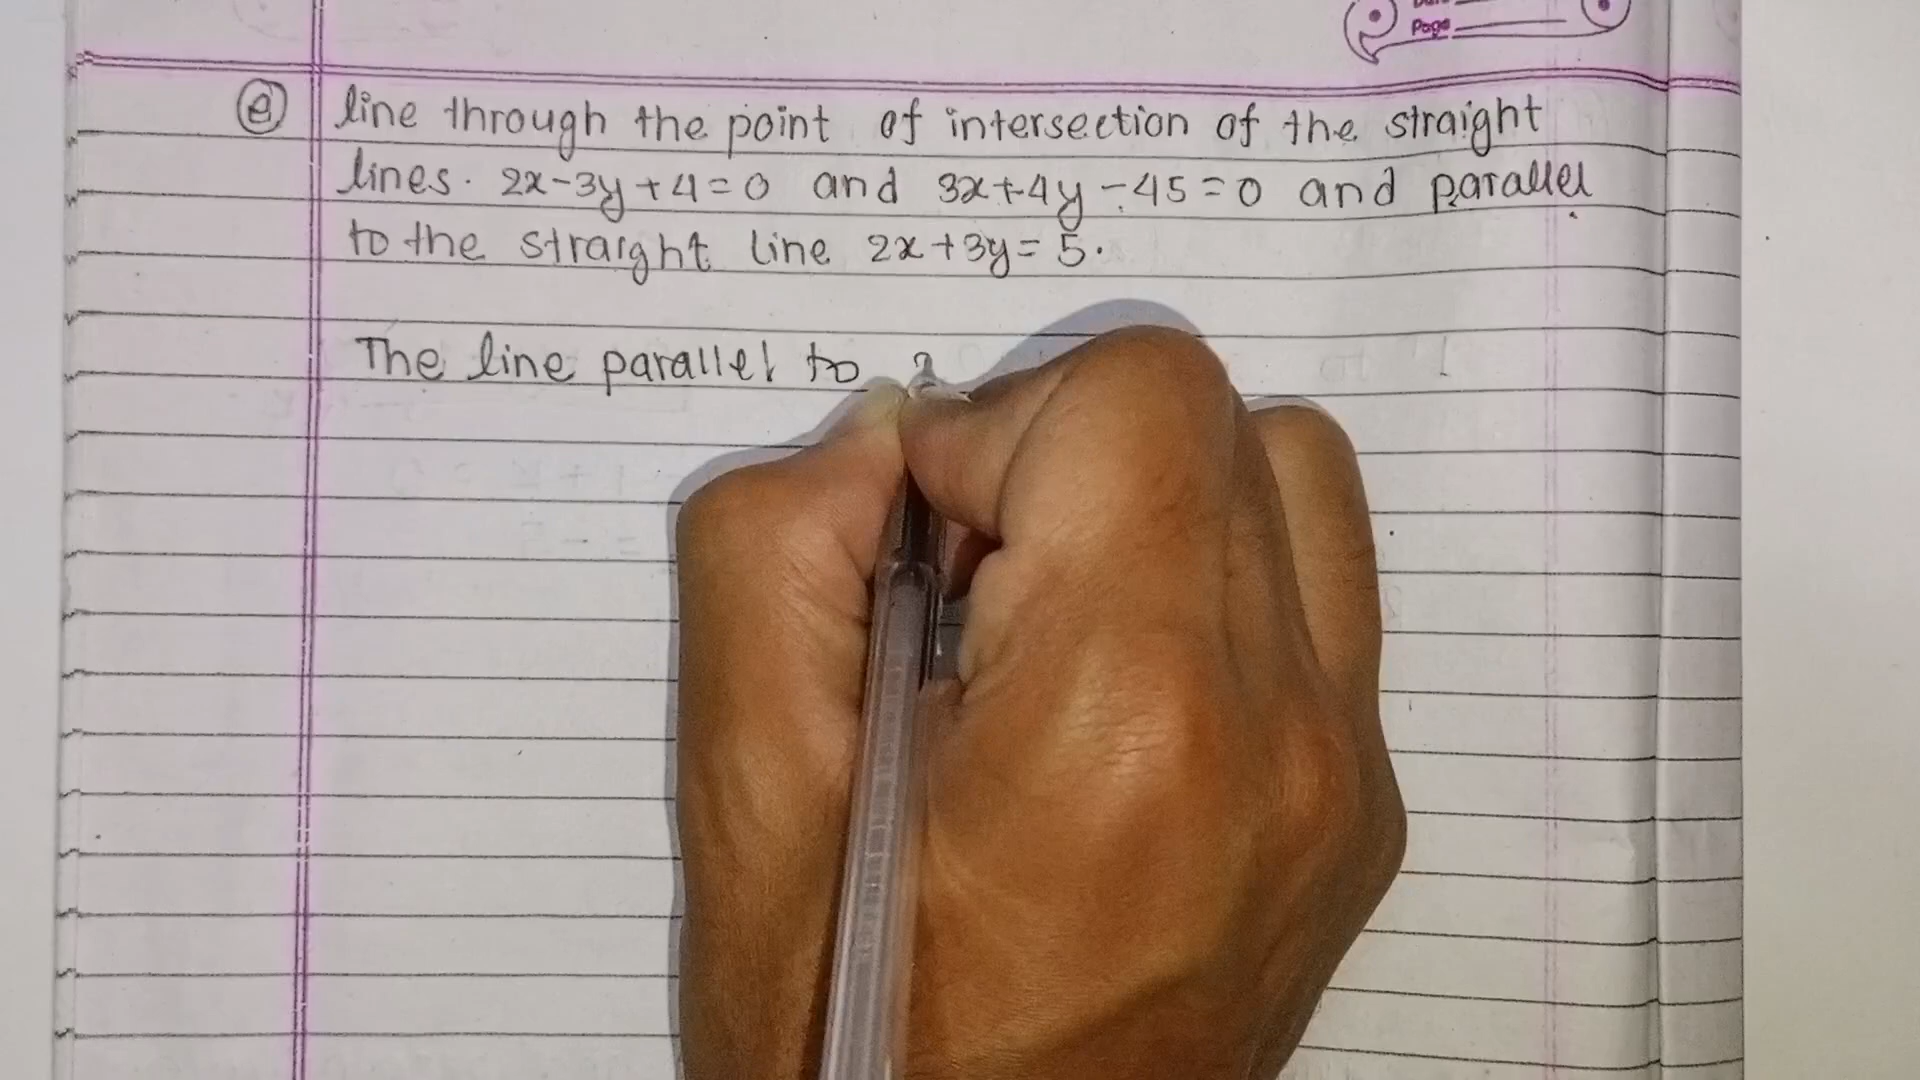 Page
(e) line through the point of intersection of the straight
lines. 2x-3y+4=0 and 3x+4y-45=0 and parallel
to the straight line 2x+3y=5.
The line parallel to 2